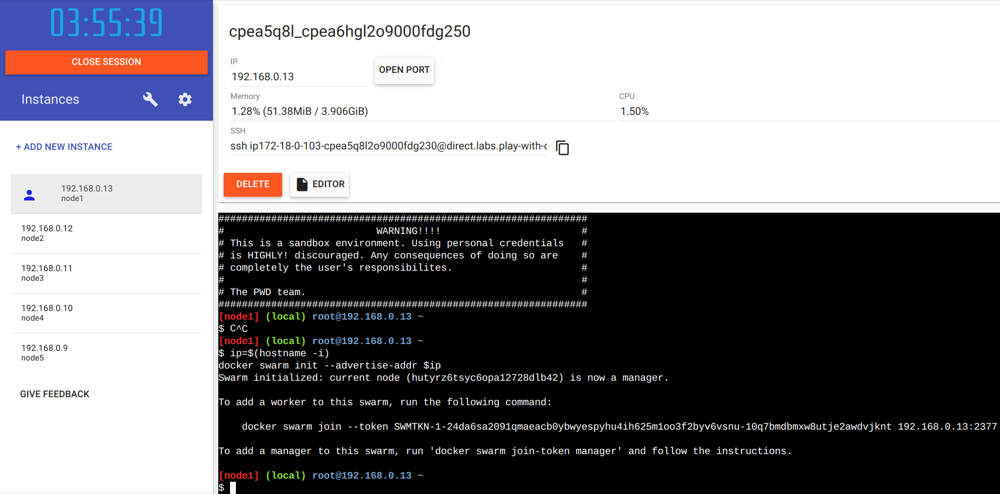 03:55:39
CLOSE SESSION
Instances
+ ADD NEW INSTANCE
192.168.0.13
node1
192.168.0.12
node2
192.168.0.11
node3
192.168.0.10
node4
192.168.0.9
node5
GIVE FEEDBACK
cpea5q8l_cpea6hgl2o9000fdg250
IP
192.168.0.13
OPEN PORT
Memory
1.28% (51.38MiB / 3.906GiB)
CPU
1.50%
SSH
ssh ip172-18-0-103-cpea5q8l2o9000fdg230@direct.labs.play-with-c
DELETE
EDITOR
###############################################################
#                          WARNING!!!!                        #
# This is a sandbox environment. Using personal credentials   #
# is HIGHLY! discouraged. Any consequences of doing so are    #
# completely the user's responsibilites.                      #
#                                                             #
# The PWD team.                                               #
###############################################################
[node1] (local) root@192.168.0.13 ~
$ C^C
[node1] (local) root@192.168.0.13 ~
$ ip=$(hostname -i)
docker swarm init --advertise-addr $ip
Swarm initialized: current node (hutyrz6tsyc6opa12728dlb42) is now a manager.
To add a worker to this swarm, run the following command:
docker swarm join --token SWMTKN-1-24da6sa2091qmaeacb0ybwyespyhu4ih625m1oo3f2byv6vsnu-10q7bmdbmxw8utje2awdvjknt 192.168.0.13:2377
To add a manager to this swarm, run 'docker swarm join-token manager' and follow the instructions.
[node1] (local) root@192.168.0.13 ~
$